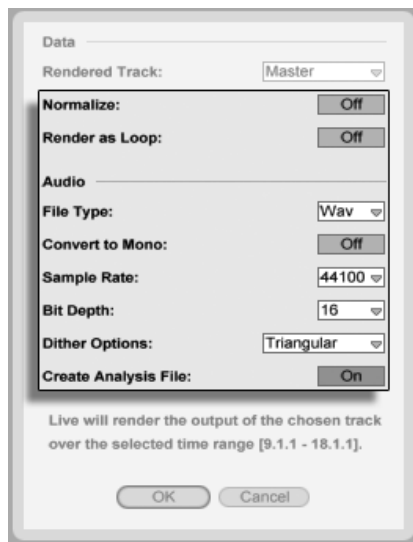 Data
Rendered Track: Master
Normalize: Off
Render as Loop: Off
Audio
File Type: Wav
Convert to Mono: Off
Sample Rate: 44100
Bit Depth: 16
Dither Options: Triangular
Create Analysis File: On
Live will render the output of the chosen track
over the selected time range [9.1.1 - 18.1.1].
OK Cancel